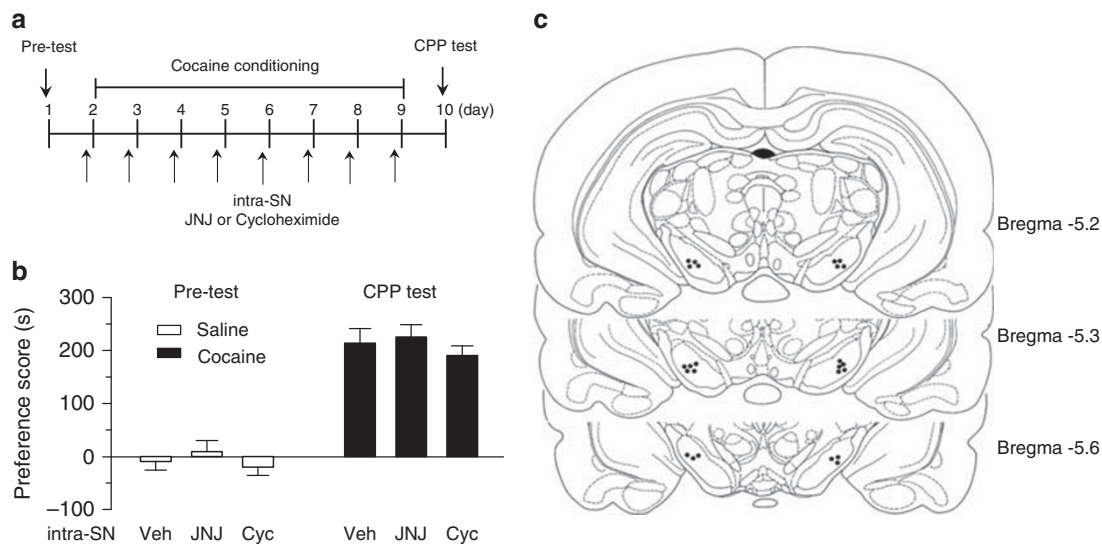 a
Pre-test
CPP test
Cocaine conditioning
1 2 3 4 5 6 7 8 9 10 (day)
intra-SN
JNJ or Cycloheximide
b
Preference score (s)
300
200
100
0
–100
Pre-test
CPP test
Saline
Cocaine
intra-SN Veh JNJ Cyc Veh JNJ Cyc
c
Bregma -5.2
Bregma -5.3
Bregma -5.6